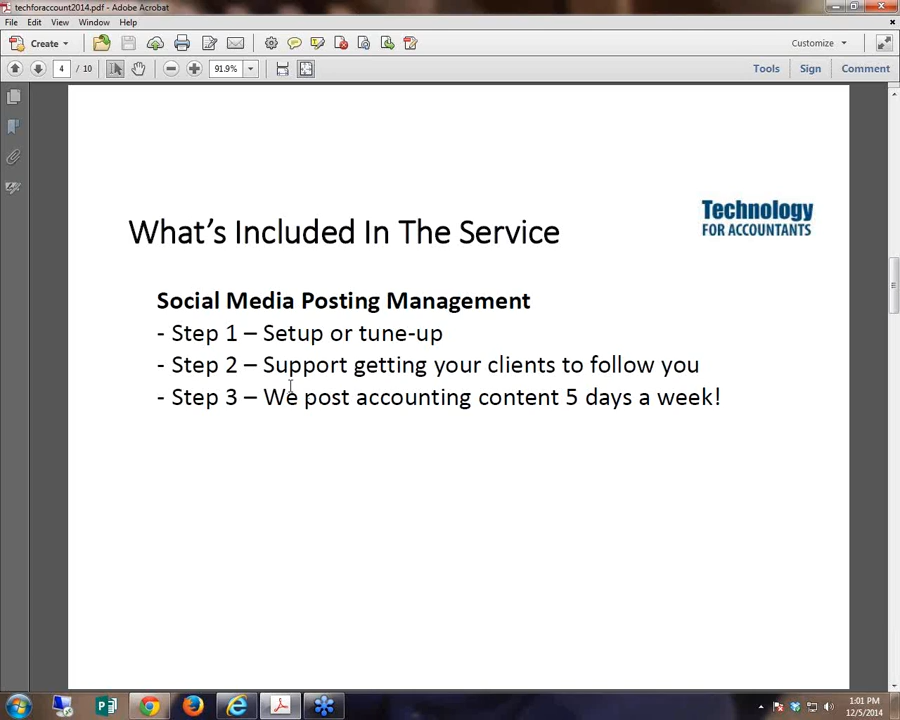 techforaccount2014.pdf - Adobe Acrobat
File Edit View Window Help
Create
Customize
4 / 10
91.9%
Tools Sign Comment
What's Included In The Service
Technology
FOR ACCOUNTANTS
Social Media Posting Management
- Step 1 – Setup or tune-up
- Step 2 – Support getting your clients to follow you
- Step 3 – We post accounting content 5 days a week!
1:01 PM
12/5/2014